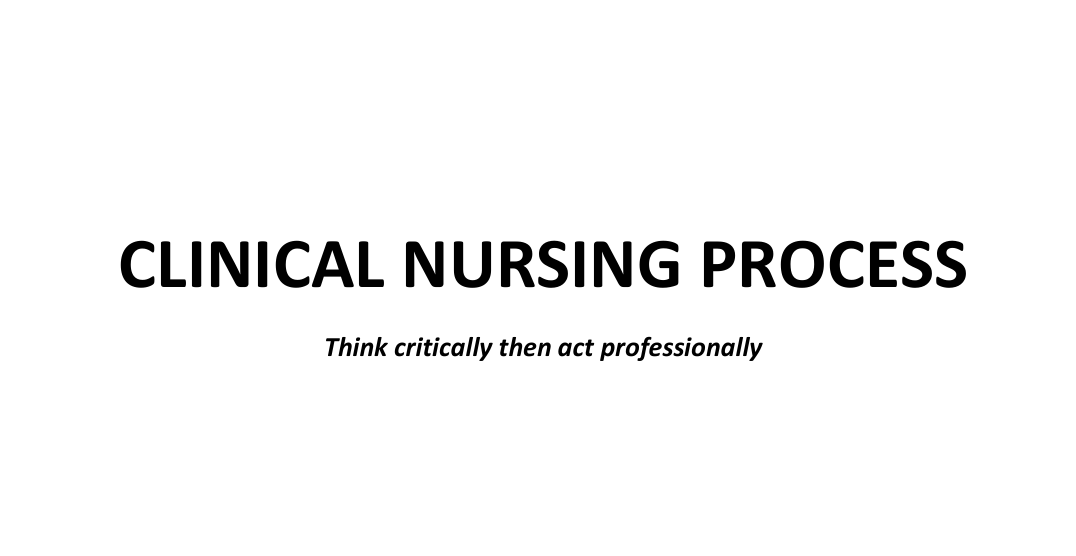 CLINICAL NURSING PROCESS
Think critically then act professionally